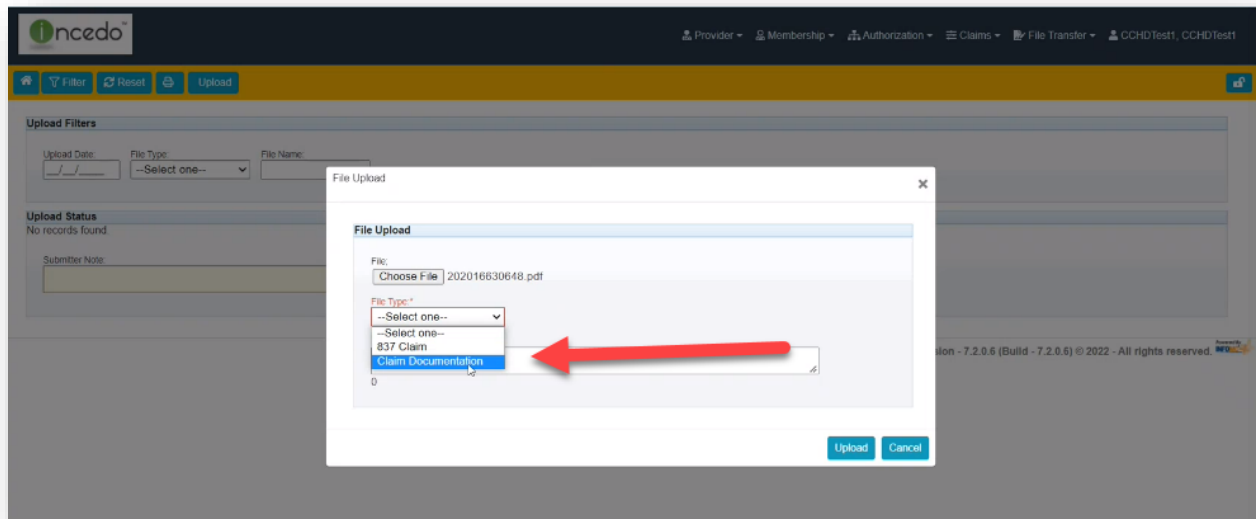 incedo™
Provider Membership Authorization Claims File Transfer CCHDTest1, CCHDTest1
Filter Reset Upload
Upload Filters
Upload Date: File Type: File Name:
__/__/____ --Select one--
Upload Status
No records found.
Submitter Note:
File Upload ×
File Upload
File:
Choose File 202016630648.pdf
File Type:*
--Select one--
--Select one--
837 Claim
Claim Documentation
0
Upload Cancel
ion - 7.2.0.6 (Build - 7.2.0.6) © 2022 - All rights reserved.